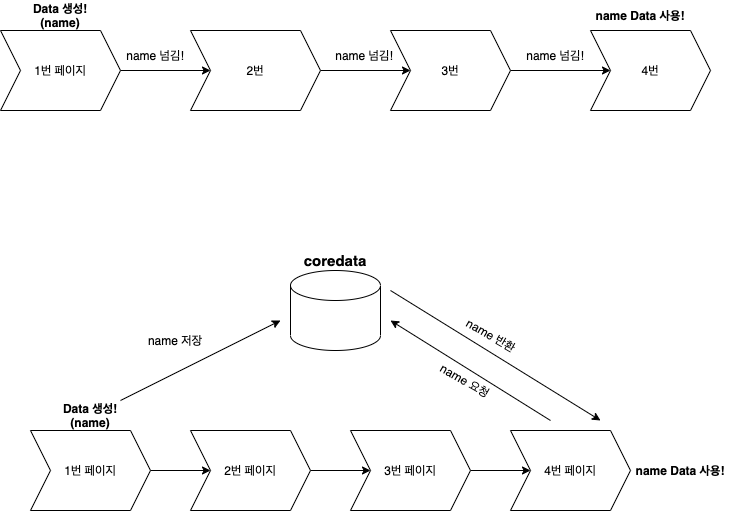 Data 생성!
(name)
name Data 사용!
1번 페이지
name 넘김!
2번
name 넘김!
3번
name 넘김!
4번
coredata
name 저장
name 반환
name 요청
Data 생성!
(name)
1번 페이지
2번 페이지
3번 페이지
4번 페이지
name Data 사용!